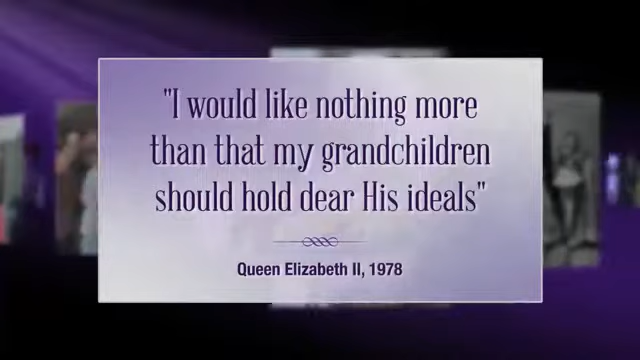 "I would like nothing more
than that my grandchildren
should hold dear His ideals"
Queen Elizabeth II, 1978